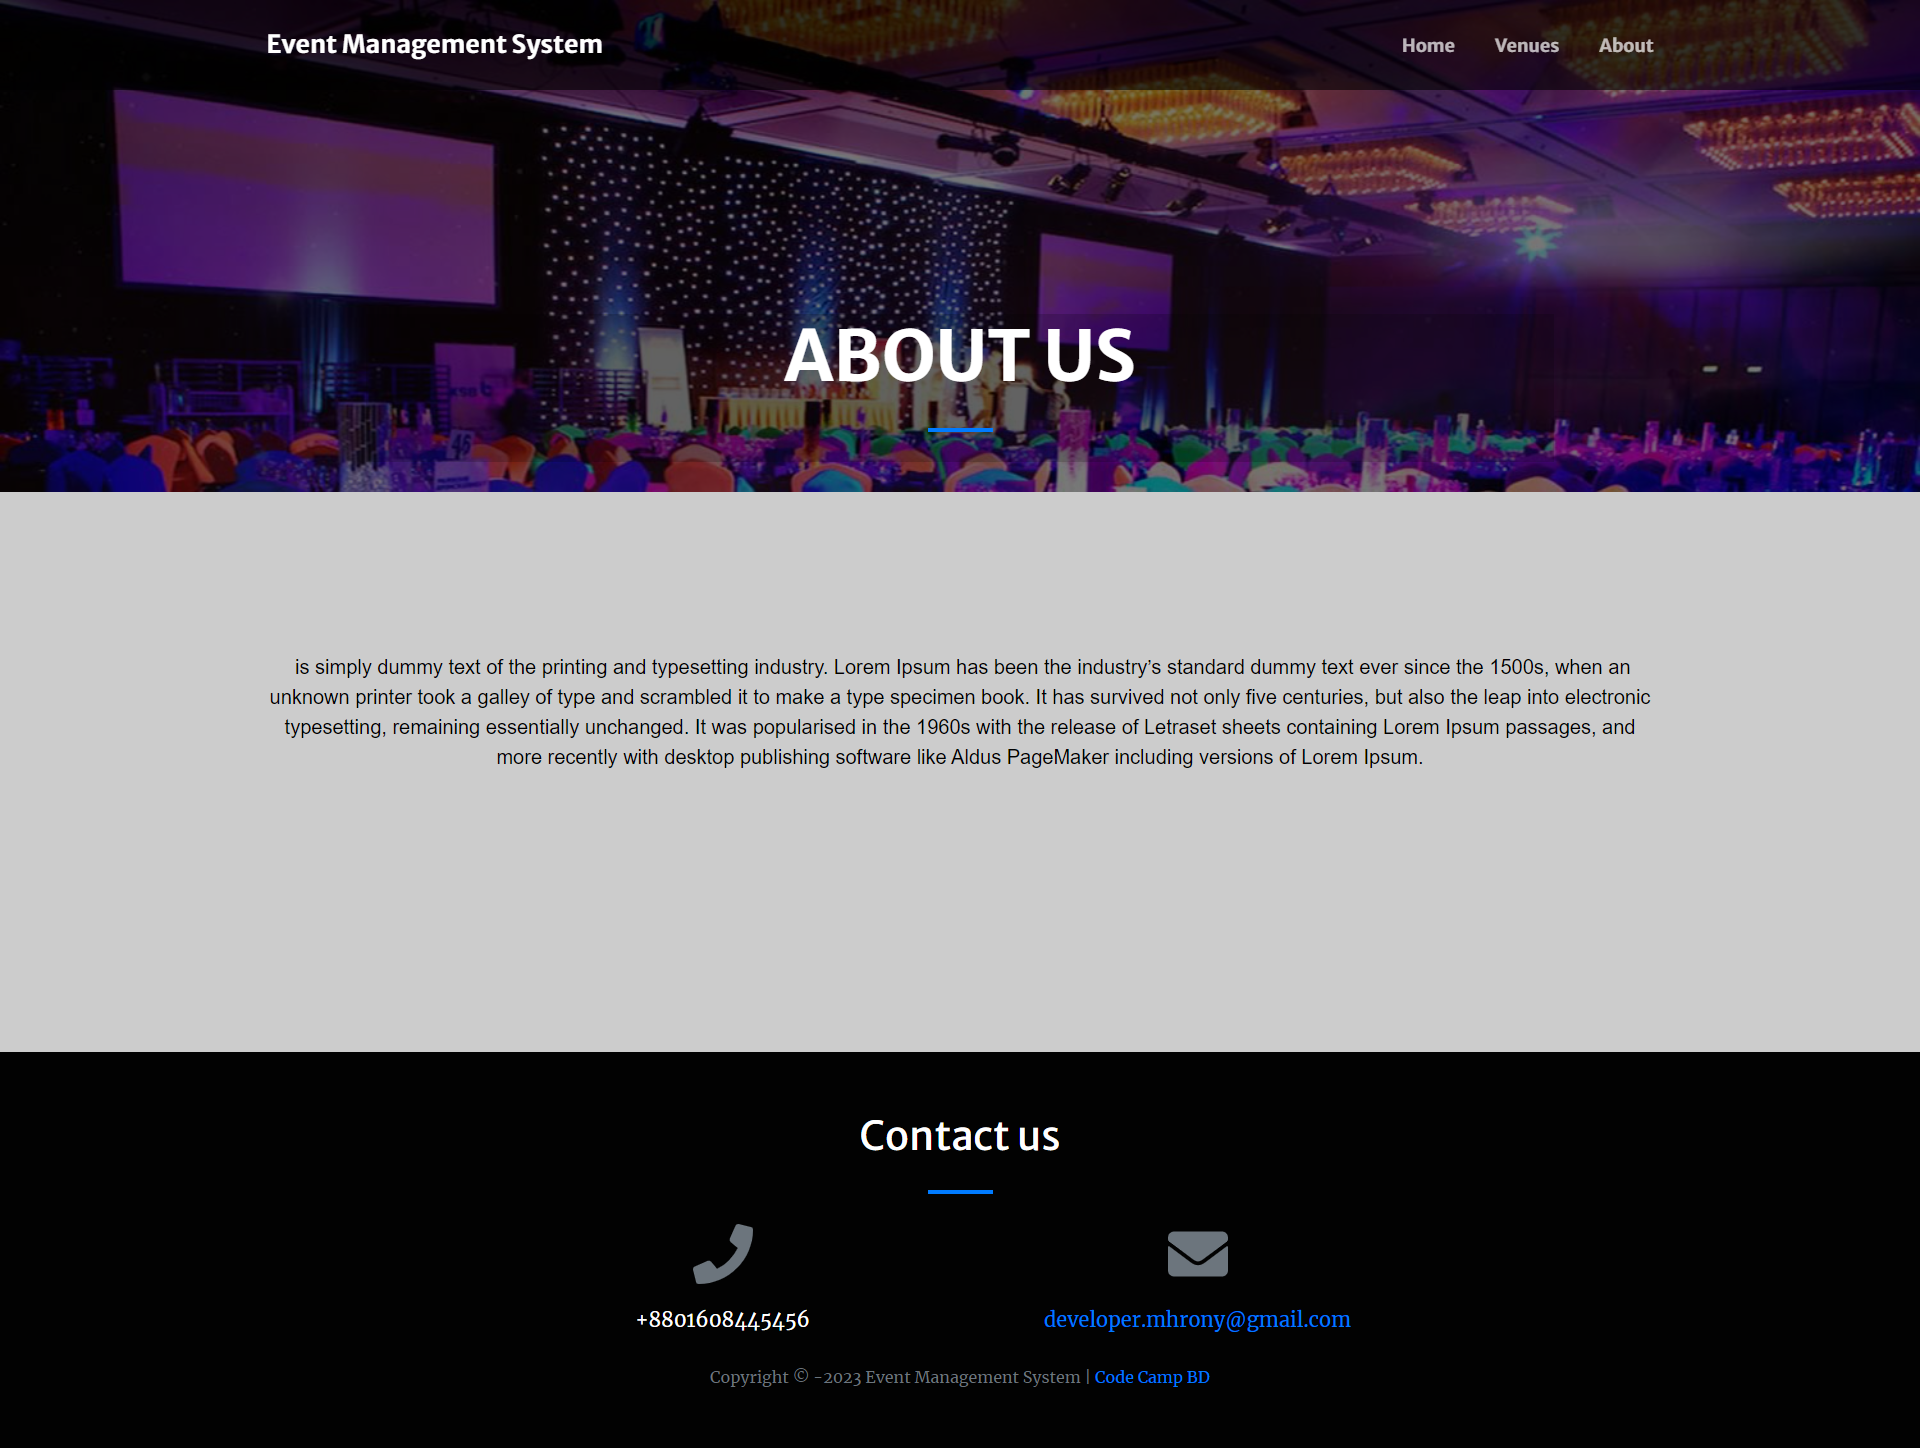 Event Management System
Home
Venues
About
46
ABOUT US
is simply dummy text of the printing and typesetting industry. Lorem Ipsum has been the industry’s standard dummy text ever since the 1500s, when an
unknown printer took a galley of type and scrambled it to make a type specimen book. It has survived not only five centuries, but also the leap into electronic
typesetting, remaining essentially unchanged. It was popularised in the 1960s with the release of Letraset sheets containing Lorem Ipsum passages, and
more recently with desktop publishing software like Aldus PageMaker including versions of Lorem Ipsum.
Contact us
+8801608445456
developer.mhrony@gmail.com
Copyright © -2023 Event Management System | Code Camp BD